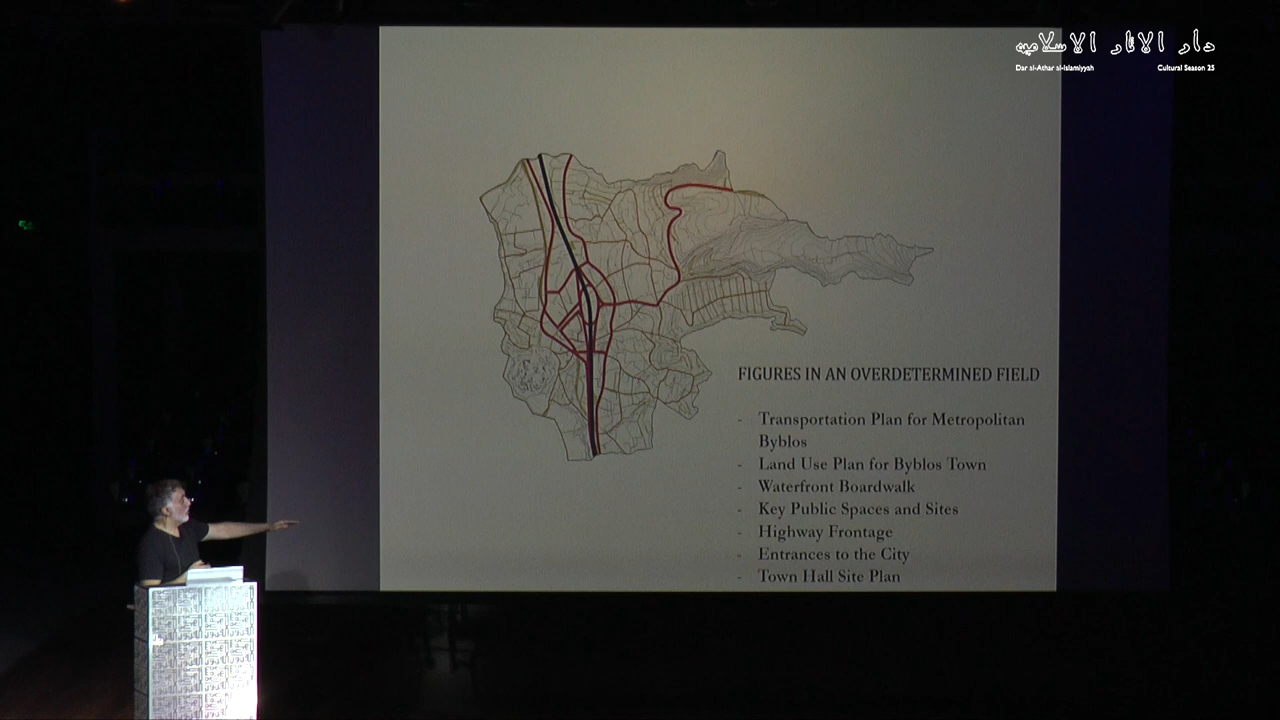 دار الآثار الإسلامية
Dar al-Athar al-Islamiyyah Cultural Season 25
FIGURES IN AN OVERDETERMINED FIELD
- Transportation Plan for Metropolitan
Byblos
- Land Use Plan for Byblos Town
- Waterfront Boardwalk
- Key Public Spaces and Sites
- Highway Frontage
- Entrances to the City
- Town Hall Site Plan